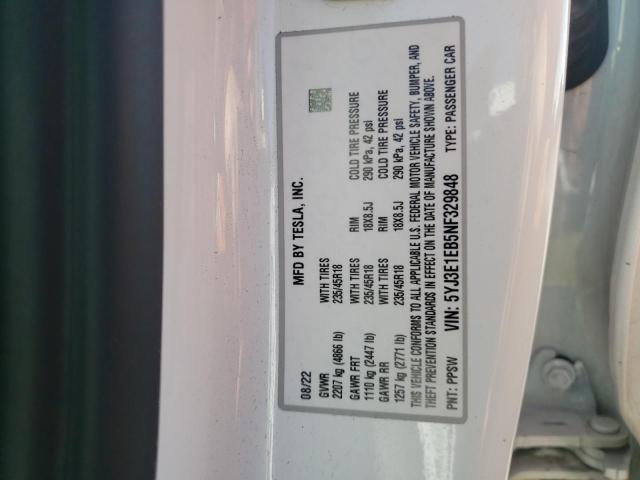 08/22 MFD BY TESLA, INC.
GVWR WITH TIRES RIM COLD TIRE PRESSURE
2207 kg (4866 lb) 235/45R18
GAWR FRT WITH TIRES RIM COLD TIRE PRESSURE
1110 kg (2447 lb) 235/45R18 18X8.5J 290 kPa, 42 psi
GAWR RR WITH TIRES RIM COLD TIRE PRESSURE
1257 kg (2771 lb) 235/45R18 18X8.5J 290 kPa, 42 psi
THIS VEHICLE CONFORMS TO ALL APPLICABLE U.S. FEDERAL MOTOR VEHICLE SAFETY, BUMPER, AND
THEFT PREVENTION STANDARDS IN EFFECT ON THE DATE OF MANUFACTURE SHOWN ABOVE.
PNT: PPSW VIN: 5YJ3E1EB5NF329848 TYPE: PASSENGER CAR